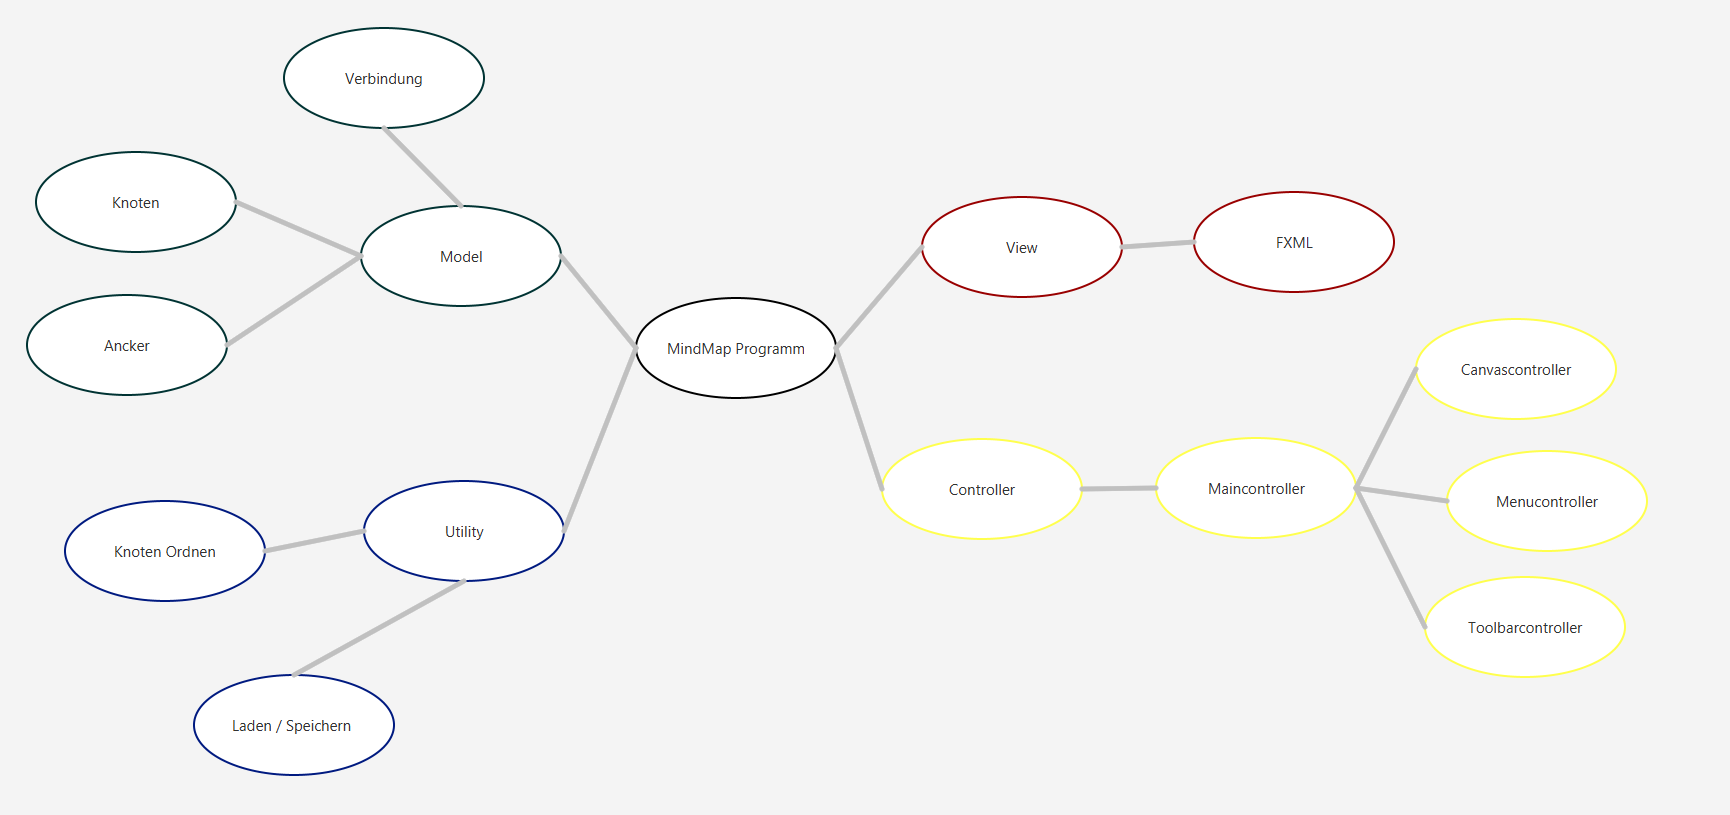 Verbindung
Knoten
Model
Ancker
MindMap Programm
View
FXML
Canvascontroller
Controller
Maincontroller
Menucontroller
Toolbarcontroller
Utility
Knoten Ordnen
Laden / Speichern